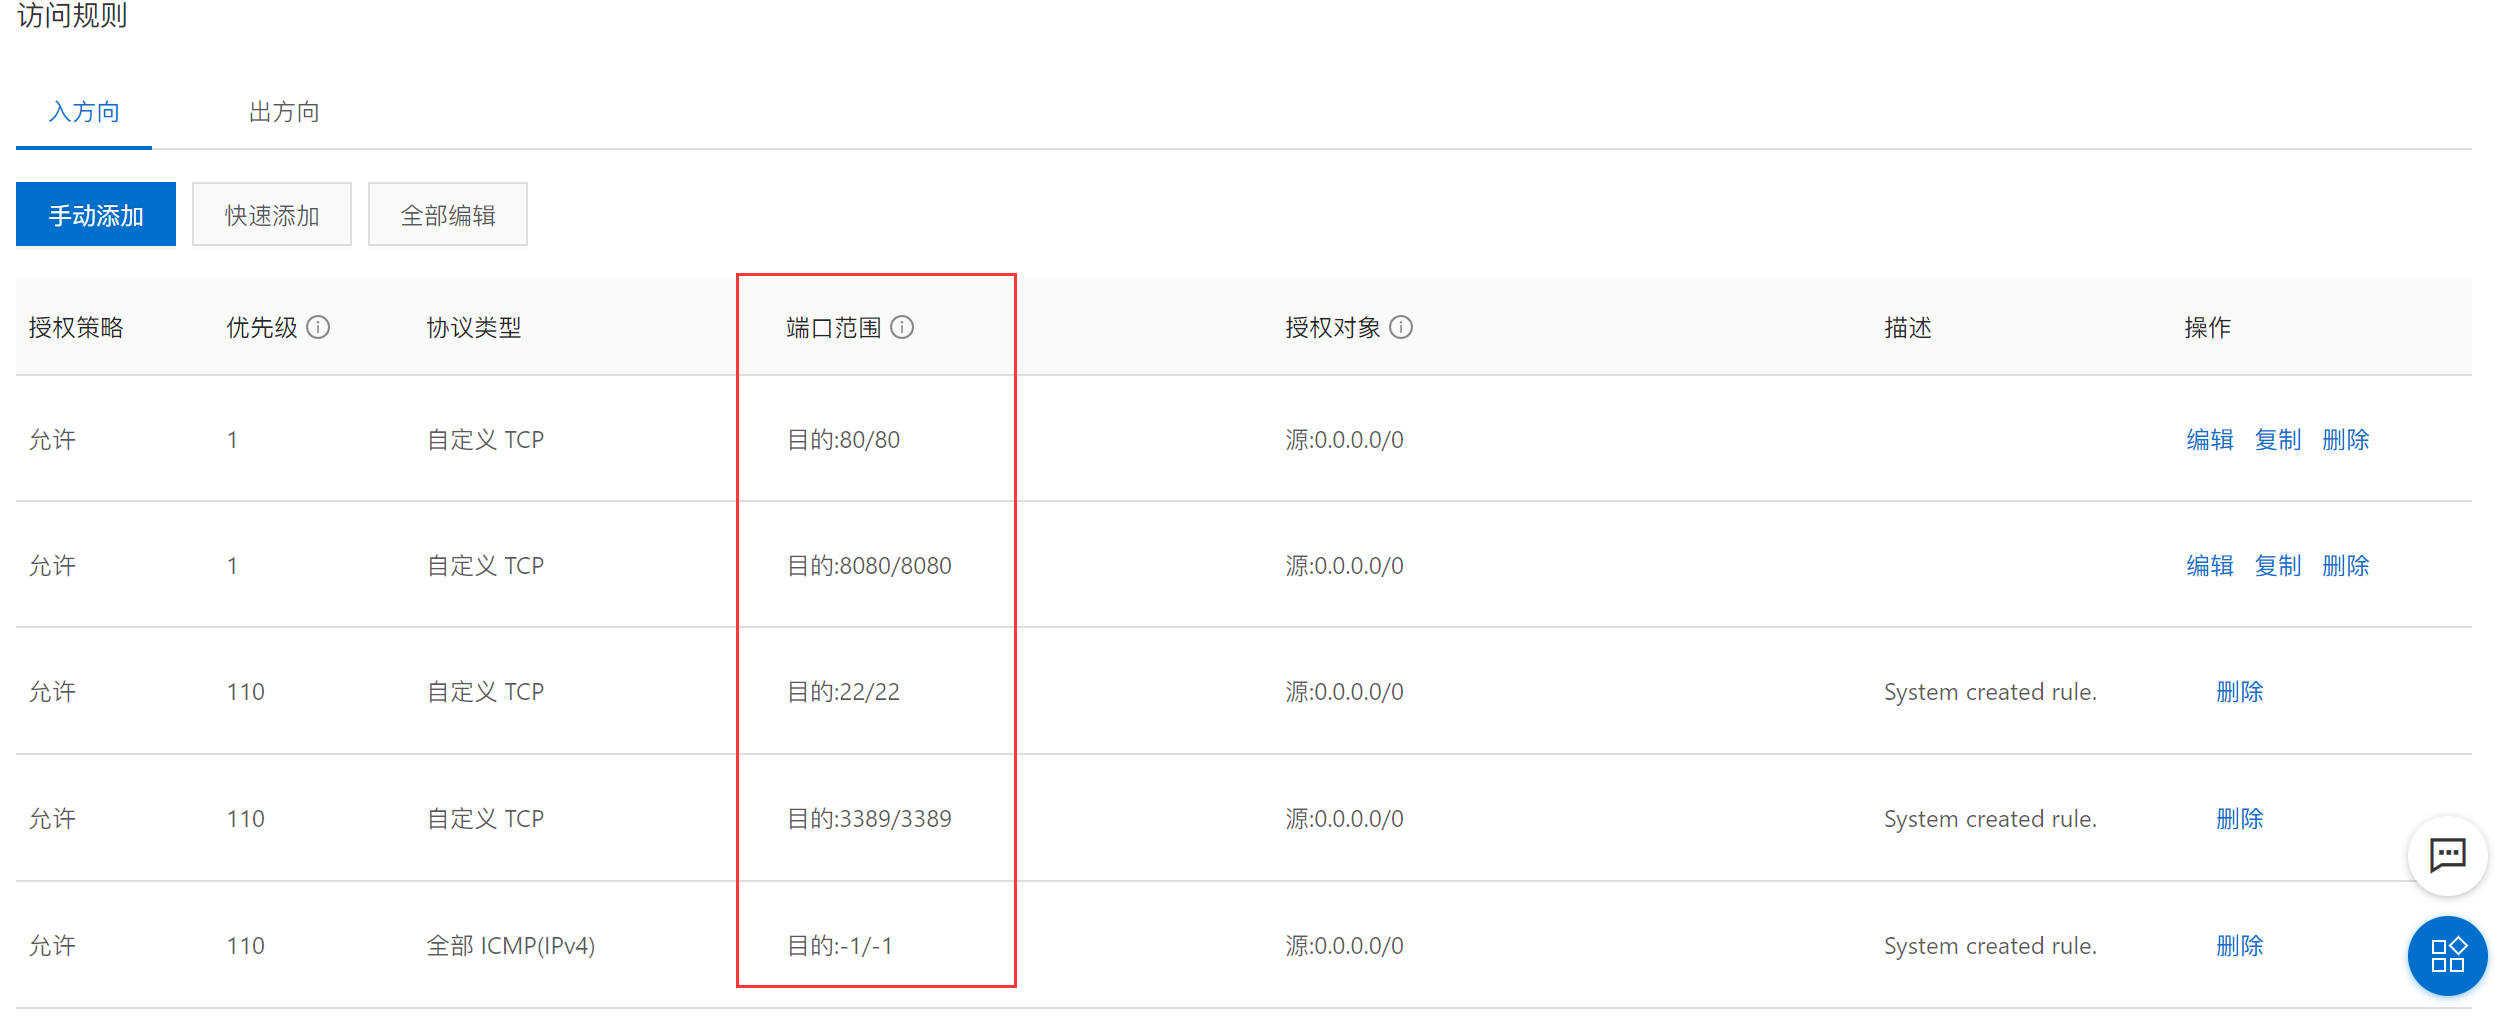 访问规则
入方向 出方向
手动添加 快速添加 全部编辑
授权策略 优先级 协议类型 端口范围 授权对象 描述 操作
允许 1 自定义 TCP 目的:80/80 源:0.0.0.0/0 编辑 复制 删除
允许 1 自定义 TCP 目的:8080/8080 源:0.0.0.0/0 编辑 复制 删除
允许 110 自定义 TCP 目的:22/22 源:0.0.0.0/0 System created rule. 删除
允许 110 自定义 TCP 目的:3389/3389 源:0.0.0.0/0 System created rule. 删除
允许 110 全部 ICMP(IPv4) 目的:-1/-1 源:0.0.0.0/0 System created rule. 删除